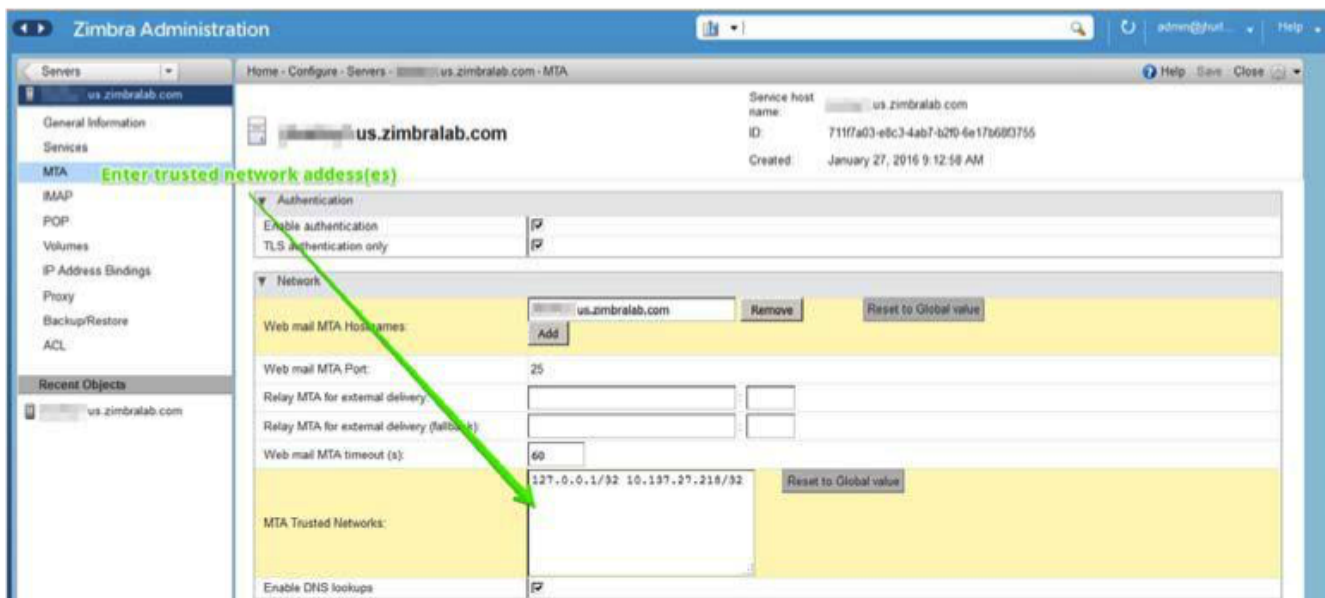 Zimbra Administration
admin@jhurl...
Help
Servers
Home - Configure - Servers - us.zimbralab.com - MTA
Help Save Close
us.zimbralab.com
General Information
Services
MTA
IMAP
POP
Volumes
IP Address Bindings
Proxy
Backup/Restore
ACL
Recent Objects
us.zimbralab.com
Enter trusted network addess(es)
us.zimbralab.com
Service host name: us.zimbralab.com
ID: 711f7a03-e8c3-4ab7-b2f0-6e17b68f3755
Created: January 27, 2016 9:12:58 AM
Authentication
Enable authentication
TLS authentication only
Network
Web mail MTA Hostnames: us.zimbralab.com Remove Reset to Global value
Add
Web mail MTA Port: 25
Relay MTA for external delivery: :
Relay MTA for external delivery (fallback): :
Web mail MTA timeout (s): 60
127.0.0.1/32 10.137.27.218/32 Reset to Global value
MTA Trusted Networks:
Enable DNS lookups